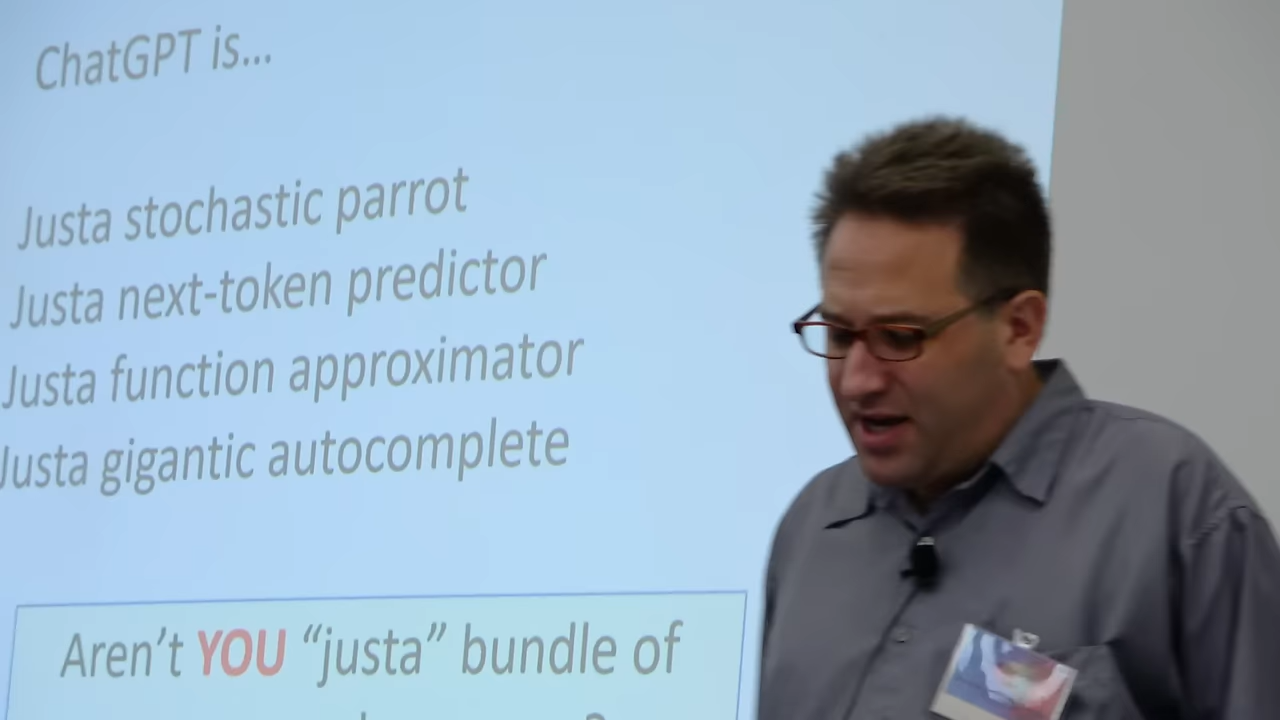 ChatGPT is...
Justa stochastic parrot
Justa next-token predictor
Justa function approximator
Justa gigantic autocomplete
Aren't YOU “justa” bundle of